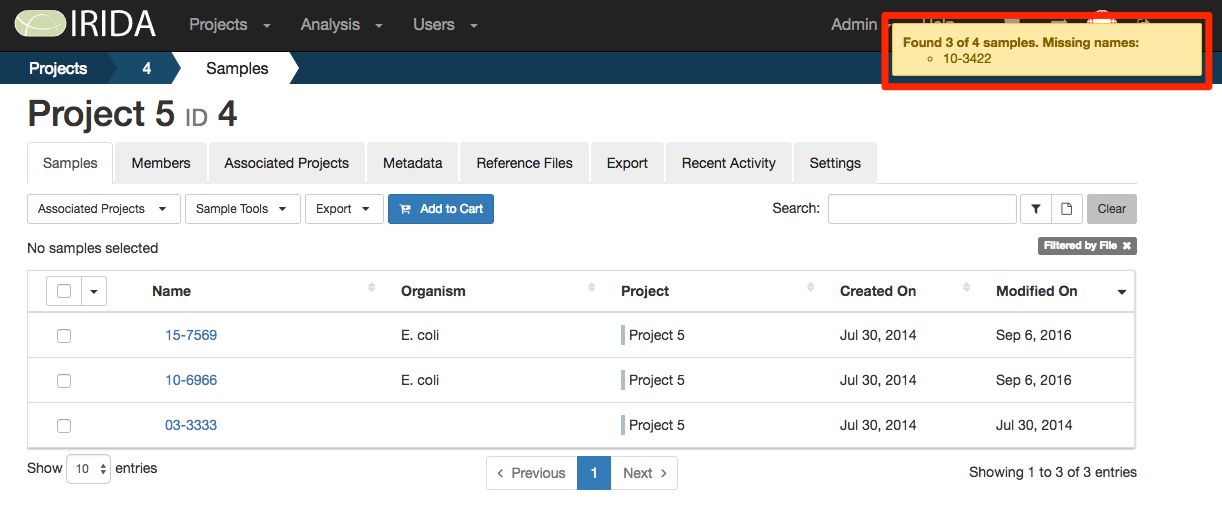 IRIDA Projects Analysis Users Admin Help
Found 3 of 4 samples. Missing names:
10-3422
Projects 4 Samples
Project 5 ID 4
Samples Members Associated Projects Metadata Reference Files Export Recent Activity Settings
Associated Projects Sample Tools Export Add to Cart Search: Clear
No samples selected Filtered by File ×
Name Organism Project Created On Modified On
15-7569 E. coli Project 5 Jul 30, 2014 Sep 6, 2016
10-6966 E. coli Project 5 Jul 30, 2014 Sep 6, 2016
03-3333 Project 5 Jul 30, 2014 Jul 30, 2014
Show 10 entries Previous 1 Next Showing 1 to 3 of 3 entries